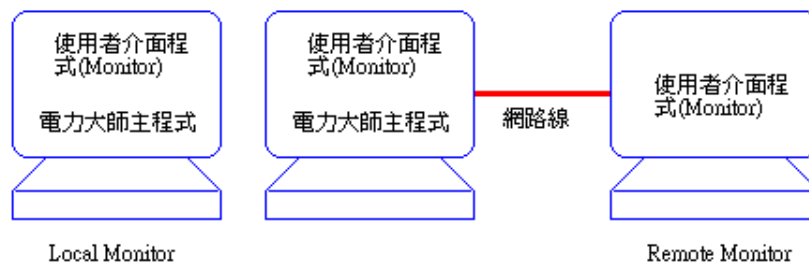 使用者介面程
式(Monitor)
電力大師主程式
使用者介面程
式(Monitor)
電力大師主程式
網路線
使用者介面程
式(Monitor)
Local Monitor
Remote Monitor